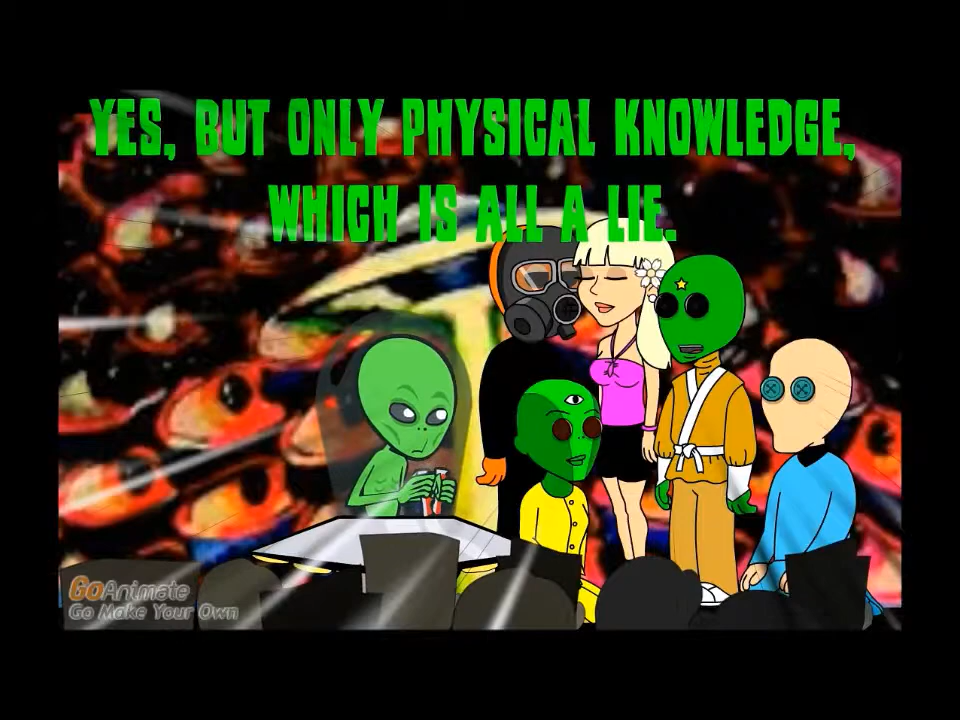 YES, BUT ONLY PHYSICAL KNOWLEDGE,
WHICH IS ALL A LIE.
GoAnimate
Go Make Your Own